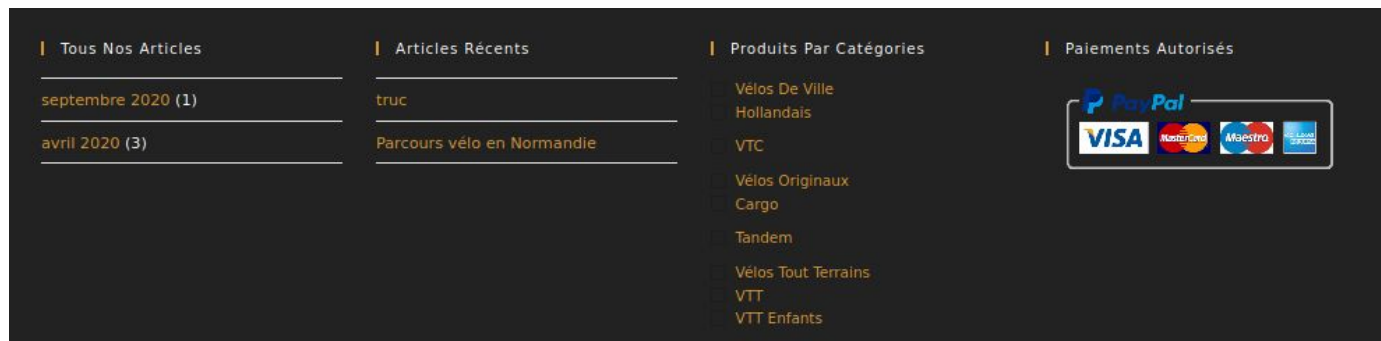 Tous Nos Articles
septembre 2020 (1)
avril 2020 (3)
Articles Récents
truc
Parcours vélo en Normandie
Produits Par Catégories
Vélos De Ville
Hollandais
VTC
Vélos Originaux
Cargo
Tandem
Vélos Tout Terrains
VTT
VTT Enfants
Paiements Autorisés
PayPal
VISA MasterCard Maestro